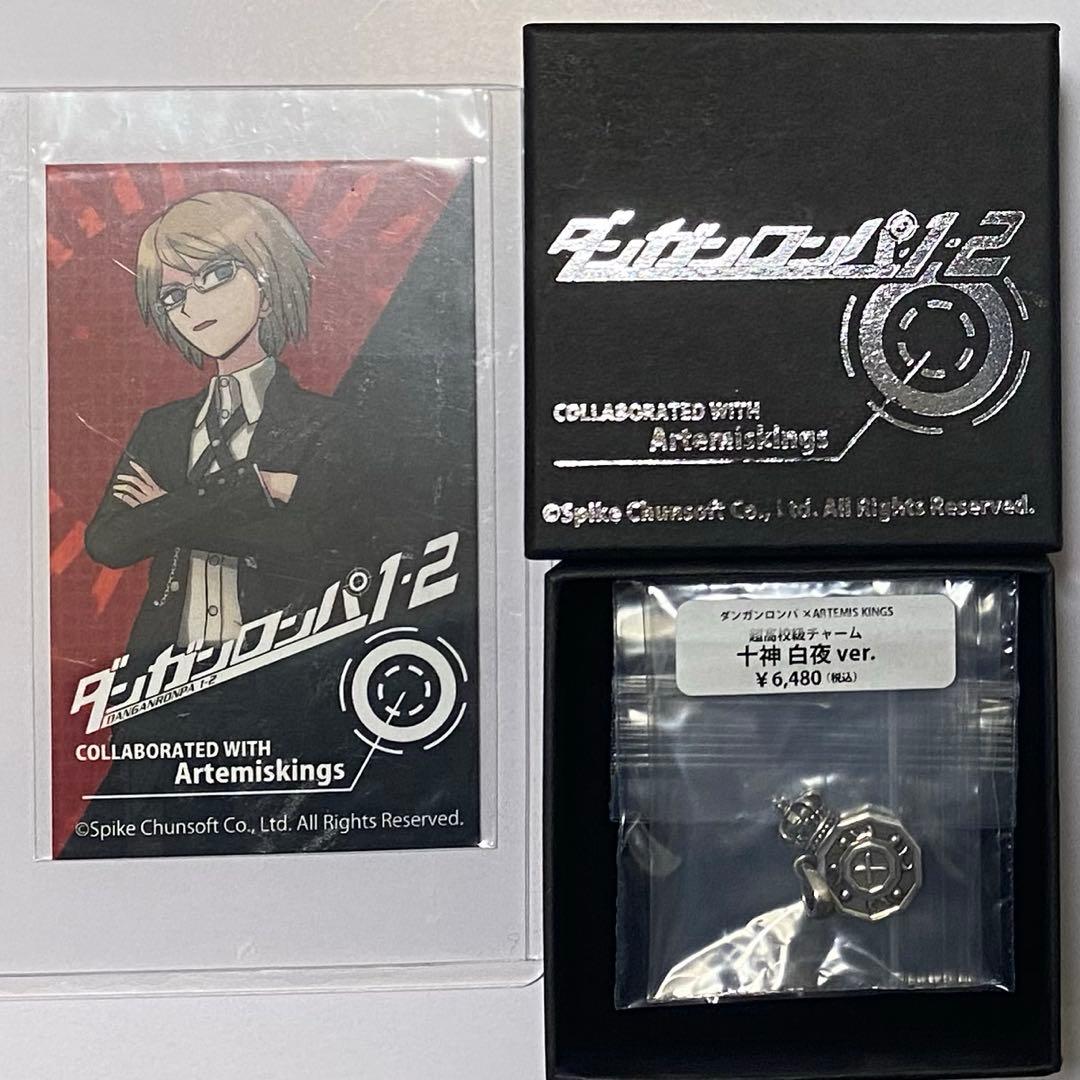 ダンガンロンパ1・2
DANGANRONPA 1・2
COLLABORATED WITH
Artemiskings
©Spike Chunsoft Co., Ltd. All Rights Reserved.
ダンガンロンパ1・2
COLLABORATED WITH
Artemiskings
©Spike Chunsoft Co., Ltd. All Rights Reserved.
ダンガンロンパ ×ARTEMIS KINGS
超高校級チャーム
十神 白夜 ver.
¥6,480(税込)